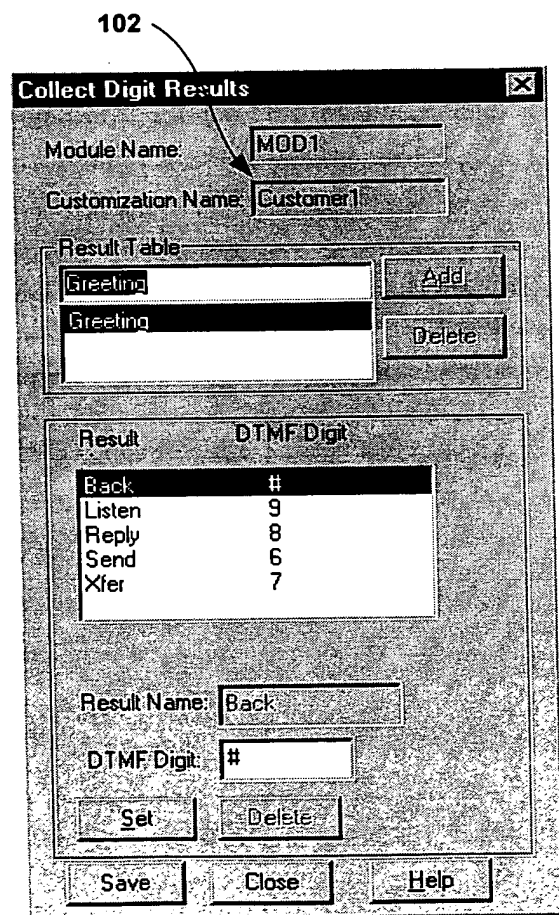 102
Collect Digit Results
Module Name: MOD1
Customization Name: Customer1
Result Table
Greeting Add
Greeting
Delete
Result DTMF Digit
Back #
Listen 9
Reply 8
Send 6
Xfer 7
Result Name: Back
DTMF Digit: #
Set Delete
Save Close Help